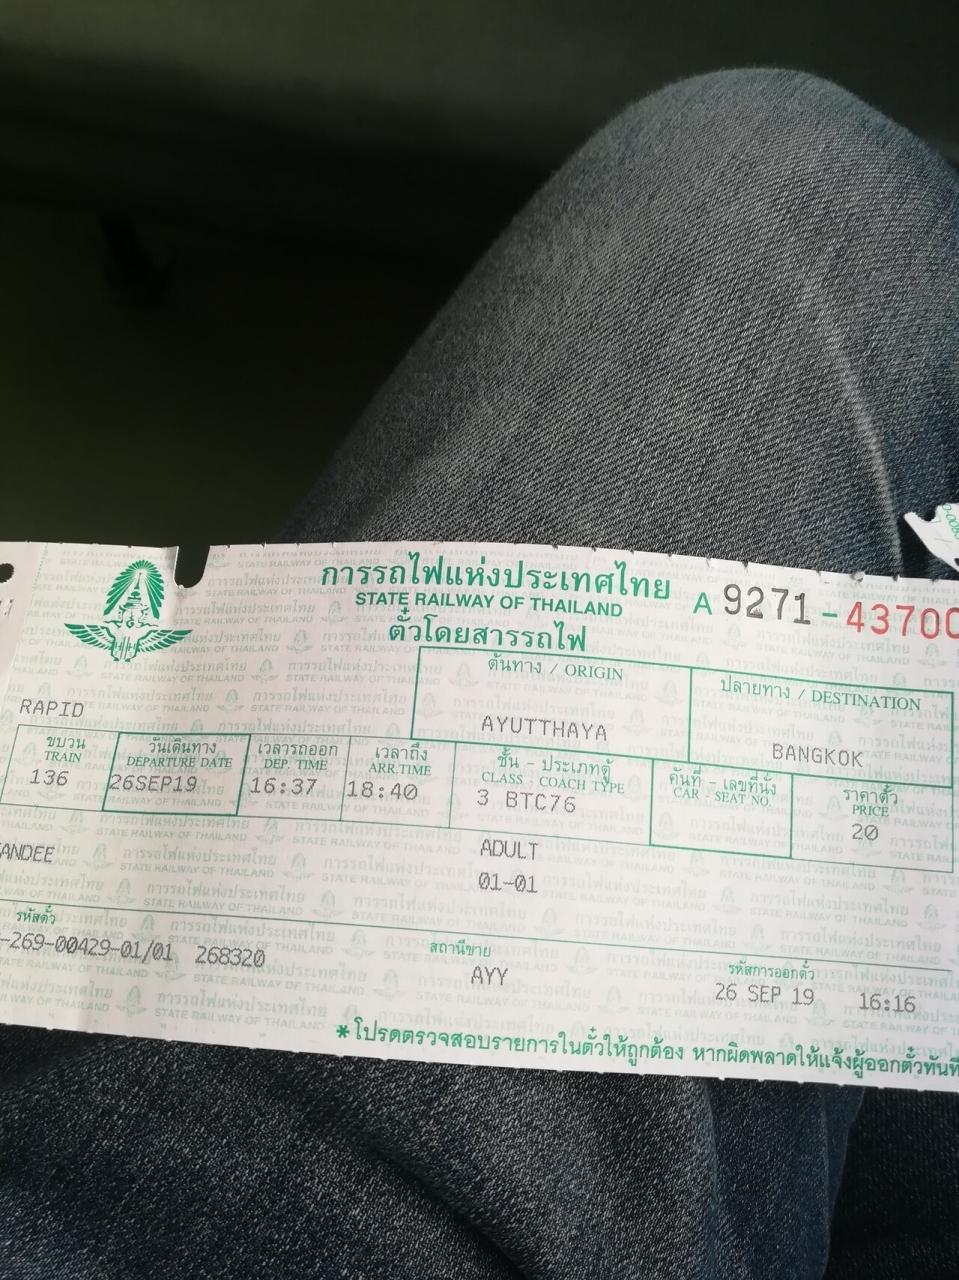 การรถไฟแห่งประเทศไทย
STATE RAILWAY OF THAILAND
A 9271-43700
ตั๋วโดยสารรถไฟ
ต้นทาง / ORIGIN
ปลายทาง / DESTINATION
RAPID
AYUTTHAYA
BANGKOK
ขบวน วันเดินทาง เวลารถออก เวลาถึง ชั้น - ประเภทตู้ คันที่ - เลขที่นั่ง ราคาตั๋ว
TRAIN DEPARTURE DATE DEP. TIME ARR.TIME CLASS - COACH TYPE CAR - SEAT NO. PRICE
136 26SEP19 16:37 18:40 3 BTC76 20
ANDEE ADULT
01-01
รหัสตั๋ว สถานีขาย รหัสการออกตั๋ว
-269-00429-01/01 268320 AYY 26 SEP 19 16:16
*โปรดตรวจสอบรายการในตั๋วให้ถูกต้อง หากผิดพลาดให้แจ้งผู้ออกตั๋วทันที